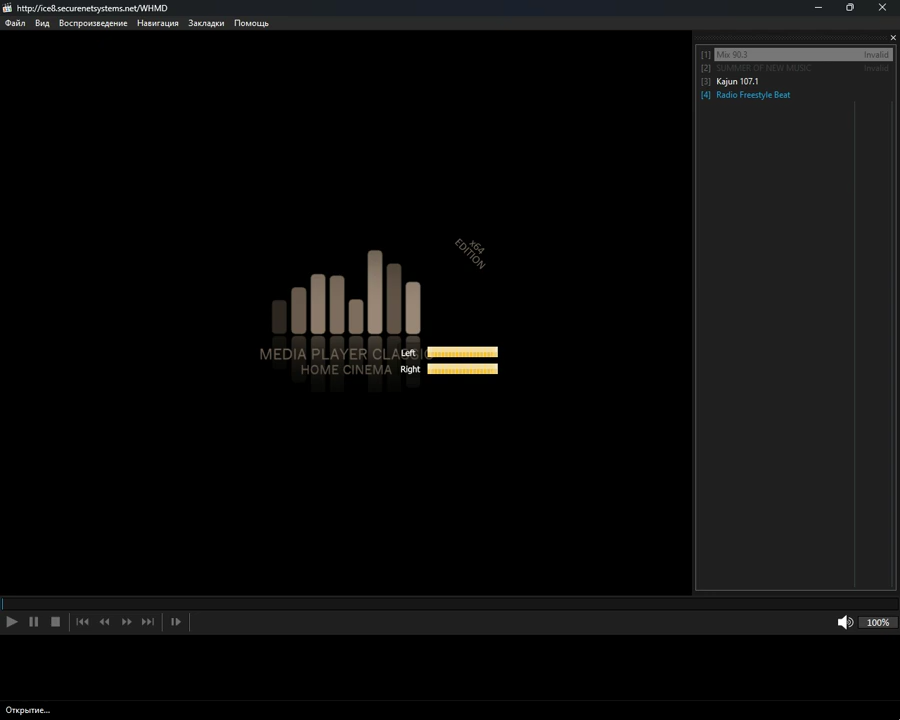 http://ice8.securenetsystems.net/WHMD
Файл Вид Воспроизведение Навигация Закладки Помощь
[1] Mix 90.3 Invalid
[2] SUMMER OF NEW MUSIC Invalid
[3] Kajun 107.1
[4] Radio Freestyle Beat
x64
EDITION
MEDIA PLAYER CLASSIC
HOME CINEMA
Left
Right
100%
Открытие...